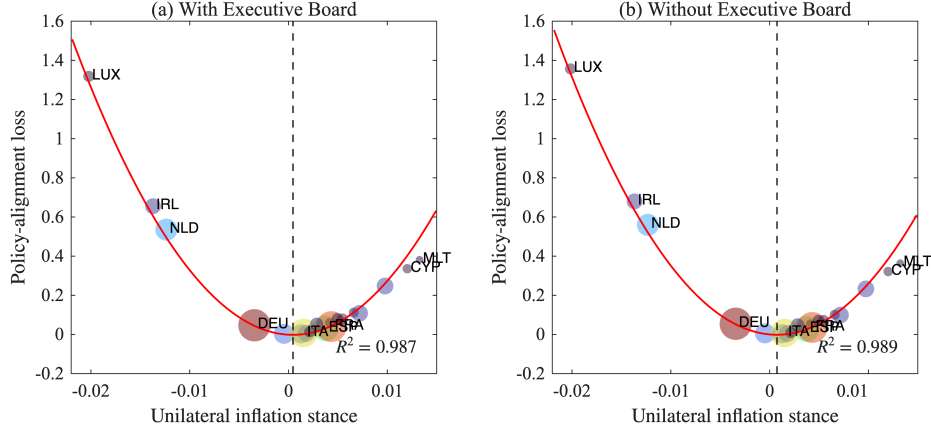 (a) With Executive Board
1.6
1.4
1.2
1
0.8
0.6
0.4
0.2
0
-0.2
Policy-alignment loss
LUX
IRL
NLD
DEU
ITA
ESP
FRA
CYP
MLT
R² = 0.987
-0.02
-0.01
0
0.01
Unilateral inflation stance
(b) Without Executive Board
1.6
1.4
1.2
1
0.8
0.6
0.4
0.2
0
-0.2
Policy-alignment loss
LUX
IRL
NLD
DEU
ITA
ESP
FRA
CYP
MLT
R² = 0.989
-0.02
-0.01
0
0.01
Unilateral inflation stance